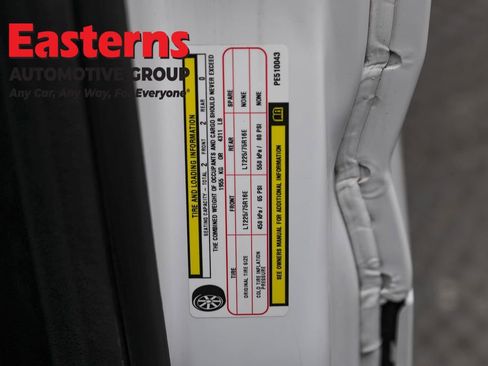 Easterns
AUTOMOTIVE GROUP
Any Car, Any Way, For Everyone®
TIRE AND LOADING INFORMATION
SEATING CAPACITY - TOTAL 2 FRONT 2 REAR 0
THE COMBINED WEIGHT OF OCCUPANTS AND CARGO SHOULD NEVER EXCEED
1955 KG OR 4311 LB
TIRE FRONT REAR SPARE
ORIGINAL TIRE SIZE LT225/75R16E LT225/75R16E NONE
COLD TIRE INFLATION PRESSURE 450 kPa / 65 PSI 550 kPa / 80 PSI NONE
SEE OWNERS MANUAL FOR ADDITIONAL INFORMATION
PE510043